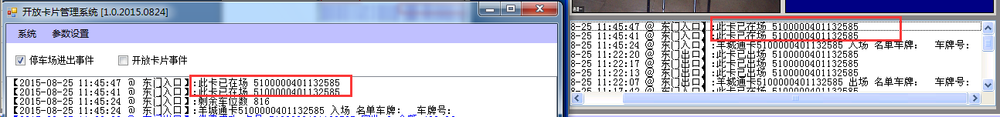 开放卡片管理系统 [1.0.2015.0824]
系统 参数设置
停车场进出事件 开放卡片事件
【2015-08-25 11:45:47 @ 东门入口】:此卡已在场 5100000401132585
【2015-08-25 11:45:41 @ 东门入口】:此卡已在场 5100000401132585
【2015-08-25 11:45:24 @ 东门入口】:剩余车位数 816
【2015-08-25 11:45:24 @ 东门入口】:羊城通卡5100000401132585 入场 名单车牌: 车牌号:
8-25 11:45:47 @ 东门入口】:此卡已在场 5100000401132585
8-25 11:45:41 @ 东门入口】:此卡已在场 5100000401132585
8-25 11:45:24 @ 东门入口】:羊城通卡5100000401132585 入场 名单车牌: 车牌号:
8-25 11:22:20 @ 东门出口】:此卡已出场 5100000401132585
8-25 11:22:17 @ 东门出口】:此卡已出场 5100000401132585
8-25 11:22:13 @ 东门出口】:此卡已出场 5100000401132585
8-25 11:22:07 @ 东门出口】:羊城通卡5100000401132585 出场 名单车牌: 车牌号: